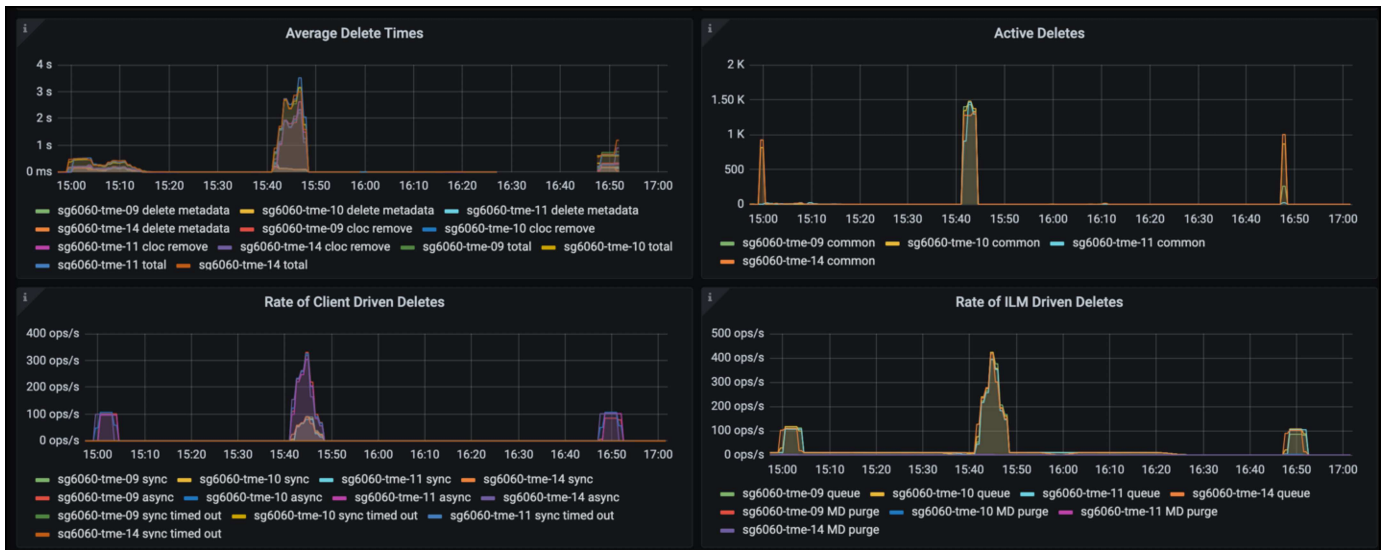 Average Delete Times
4 s
3 s
2 s
1 s
0 ms
15:00 15:10 15:20 15:30 15:40 15:50 16:00 16:10 16:20 16:30 16:40 16:50 17:00
sg6060-tme-09 delete metadata sg6060-tme-10 delete metadata sg6060-tme-11 delete metadata
sg6060-tme-14 delete metadata sg6060-tme-09 cloc remove sg6060-tme-10 cloc remove
sg6060-tme-11 cloc remove sg6060-tme-14 cloc remove sg6060-tme-09 total sg6060-tme-10 total
sg6060-tme-11 total sg6060-tme-14 total
Active Deletes
2 K
1.50 K
1 K
500
0
15:00 15:10 15:20 15:30 15:40 15:50 16:00 16:10 16:20 16:30 16:40 16:50 17:00
sg6060-tme-09 common sg6060-tme-10 common sg6060-tme-11 common
sg6060-tme-14 common
Rate of Client Driven Deletes
400 ops/s
300 ops/s
200 ops/s
100 ops/s
0 ops/s
15:00 15:10 15:20 15:30 15:40 15:50 16:00 16:10 16:20 16:30 16:40 16:50 17:00
sg6060-tme-09 sync sg6060-tme-10 sync sg6060-tme-11 sync sg6060-tme-14 sync
sg6060-tme-09 async sg6060-tme-10 async sg6060-tme-11 async sg6060-tme-14 async
sg6060-tme-09 sync timed out sg6060-tme-10 sync timed out sg6060-tme-11 sync timed out
sg6060-tme-14 sync timed out
Rate of ILM Driven Deletes
500 ops/s
400 ops/s
300 ops/s
200 ops/s
100 ops/s
0 ops/s
15:00 15:10 15:20 15:30 15:40 15:50 16:00 16:10 16:20 16:30 16:40 16:50 17:00
sg6060-tme-09 queue sg6060-tme-10 queue sg6060-tme-11 queue sg6060-tme-14 queue
sg6060-tme-09 MD purge sg6060-tme-10 MD purge sg6060-tme-11 MD purge
sg6060-tme-14 MD purge